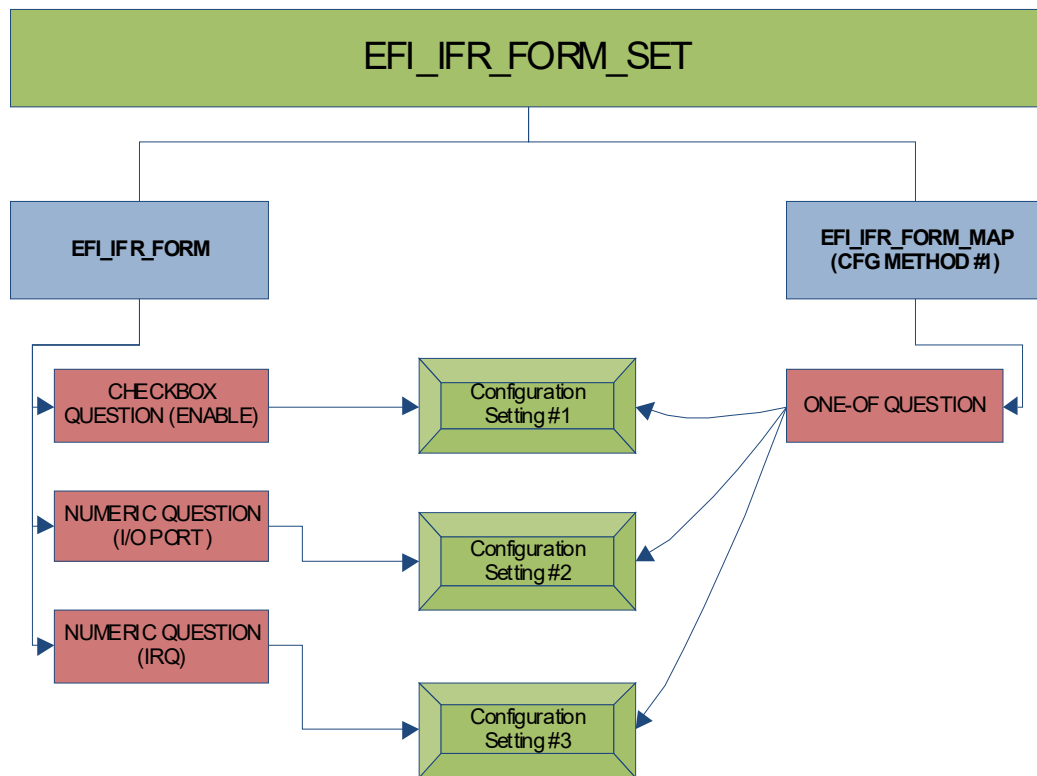 EFI_IFR_FORM_SET
EFI_IFR_FORM
EFI_IFR_FORM_MAP
(CFG METHOD #1)
CHECKBOX
QUESTION (ENABLE)
Configuration
Setting #1
ONE-OF QUESTION
NUMERIC QUESTION
(I/O PORT)
Configuration
Setting #2
NUMERIC QUESTION
(IRQ)
Configuration
Setting #3